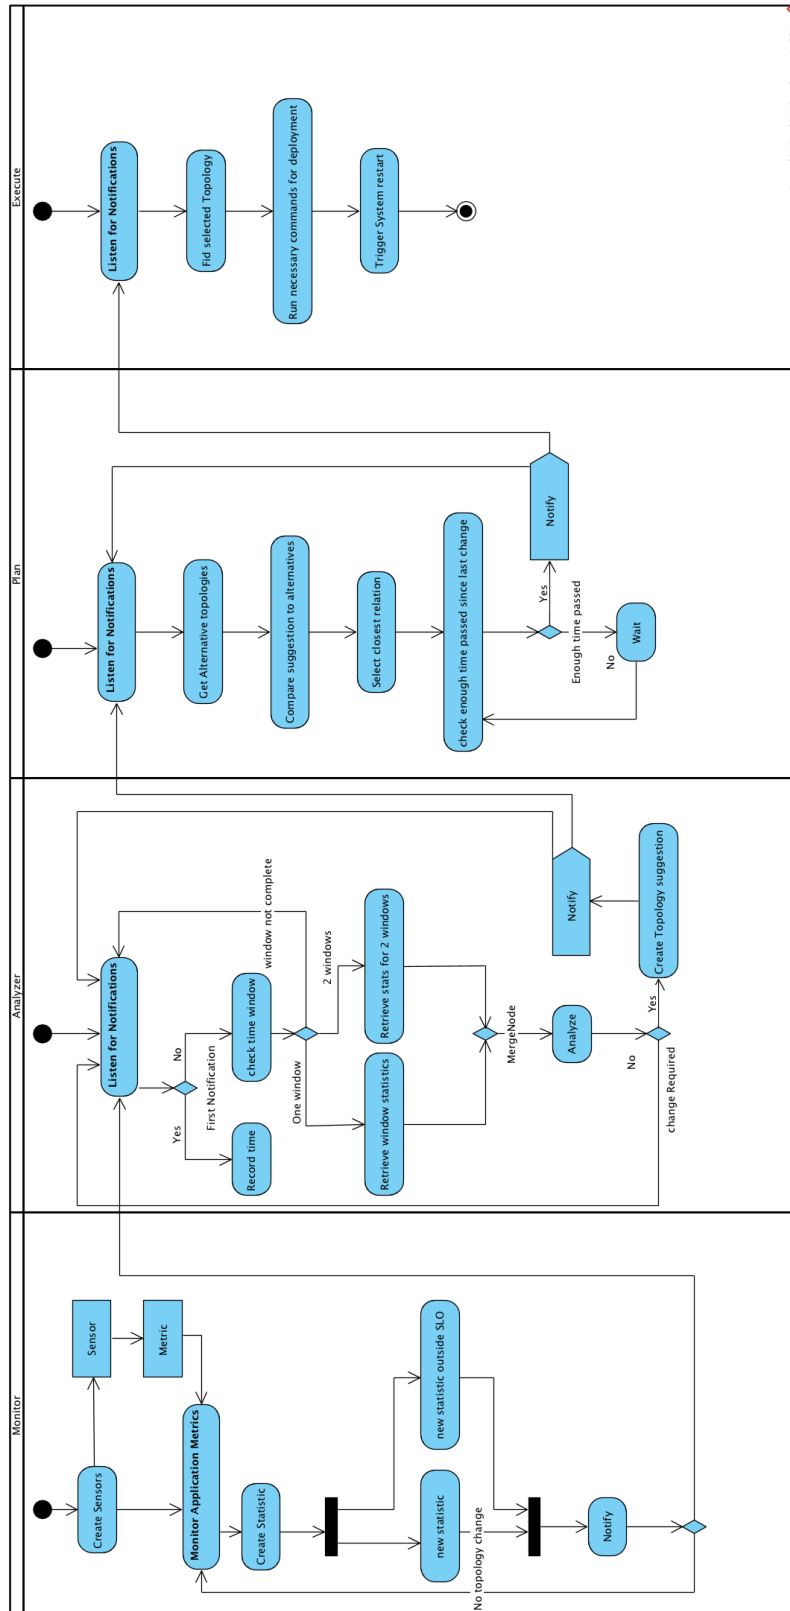 Monitor
Create Sensors
Sensor
Metric
Monitor Application Metrics
Create Statistic
new statistic
new statistic outside SLO
No topology change
Notify
Analyzer
Listen for Notifications
Yes
No
First Notification
Record time
check time window
window not complete
One window
2 windows
Retrieve window statistics
Retrieve stats for 2 windows
MergeNode
Analyze
No
Yes
change Required
Create Topology suggestion
Notify
Plan
Listen for Notifications
Get Alternative topologies
Compare suggestion to alternatives
Select closest relation
check enough time passed since last change
Yes
Notify
Enough time passed
No
Wait
Execute
Listen for Notifications
Fid selected Topology
Run necessary commands for deployment
Trigger System restart